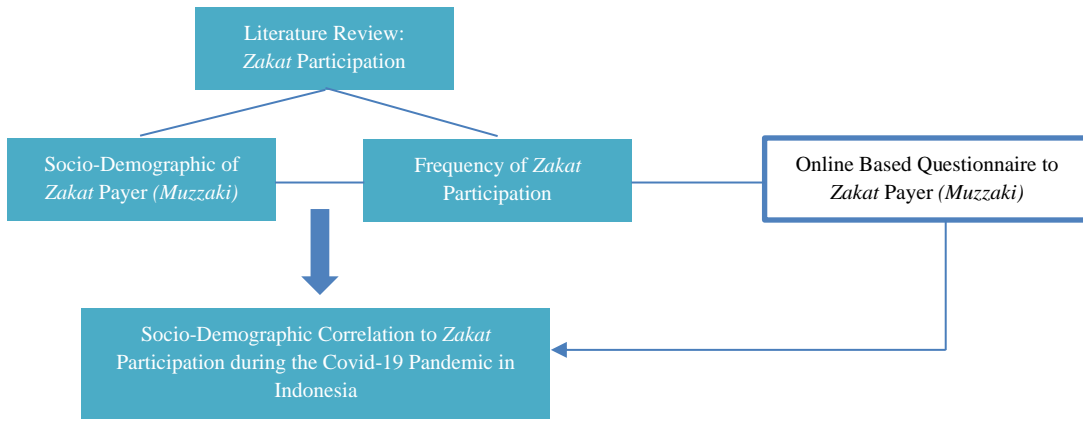 Literature Review:
Zakat Participation
Socio-Demographic of
Zakat Payer (Muzzaki)
Frequency of Zakat
Participation
Online Based Questionnaire to
Zakat Payer (Muzzaki)
Socio-Demographic Correlation to Zakat
Participation during the Covid-19 Pandemic in
Indonesia